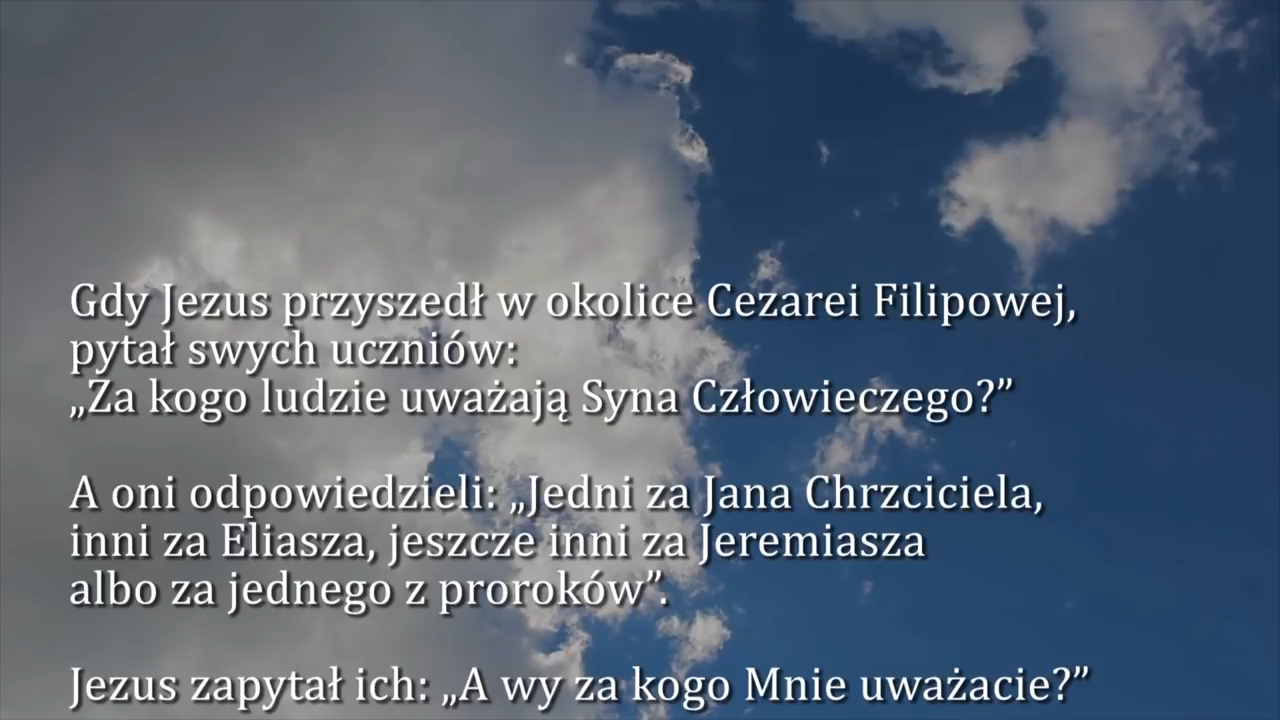 Gdy Jezus przyszedł w okolice Cezarei Filipowej,
pytał swych uczniów:
„Za kogo ludzie uważają Syna Człowieczego?”
A oni odpowiedzieli: „Jedni za Jana Chrzciciela,
inni za Eliasza, jeszcze inni za Jeremiasza
albo za jednego z proroków”.
Jezus zapytał ich: „A wy za kogo Mnie uważacie?”